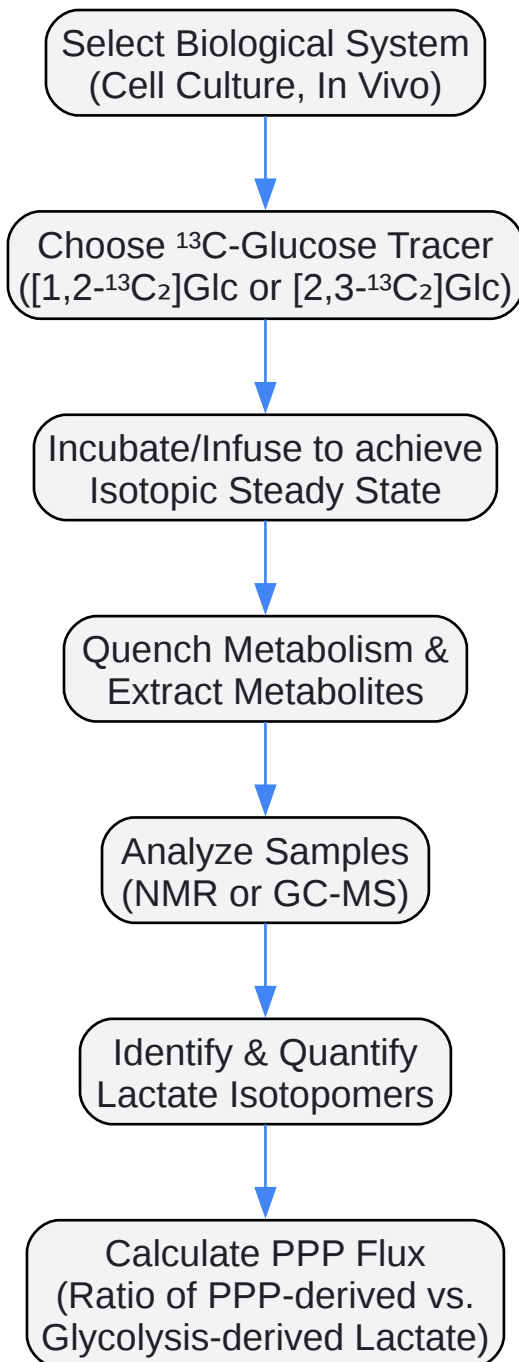 Select Biological System
(Cell Culture, In Vivo)
Choose ¹³C-Glucose Tracer
([1,2-¹³C₂]Glc or [2,3-¹³C₂]Glc)
Incubate/Infuse to achieve
Isotopic Steady State
Quench Metabolism &
Extract Metabolites
Analyze Samples
(NMR or GC-MS)
Identify & Quantify
Lactate Isotopomers
Calculate PPP Flux
(Ratio of PPP-derived vs.
Glycolysis-derived Lactate)